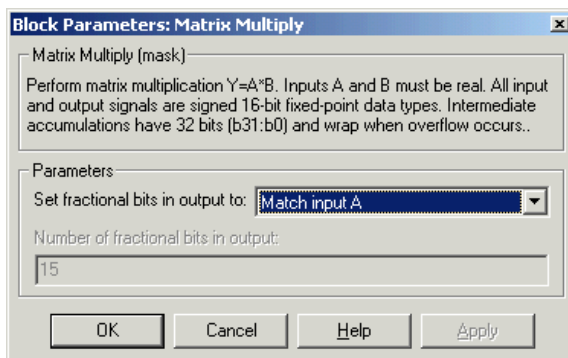 Block Parameters: Matrix Multiply
Matrix Multiply (mask)
Perform matrix multiplication Y=A*B. Inputs A and B must be real. All input
and output signals are signed 16-bit fixed-point data types. Intermediate
accumulations have 32 bits (b31:b0) and wrap when overflow occurs..
Parameters
Set fractional bits in output to: Match input A
Number of fractional bits in output:
15
OK Cancel Help Apply